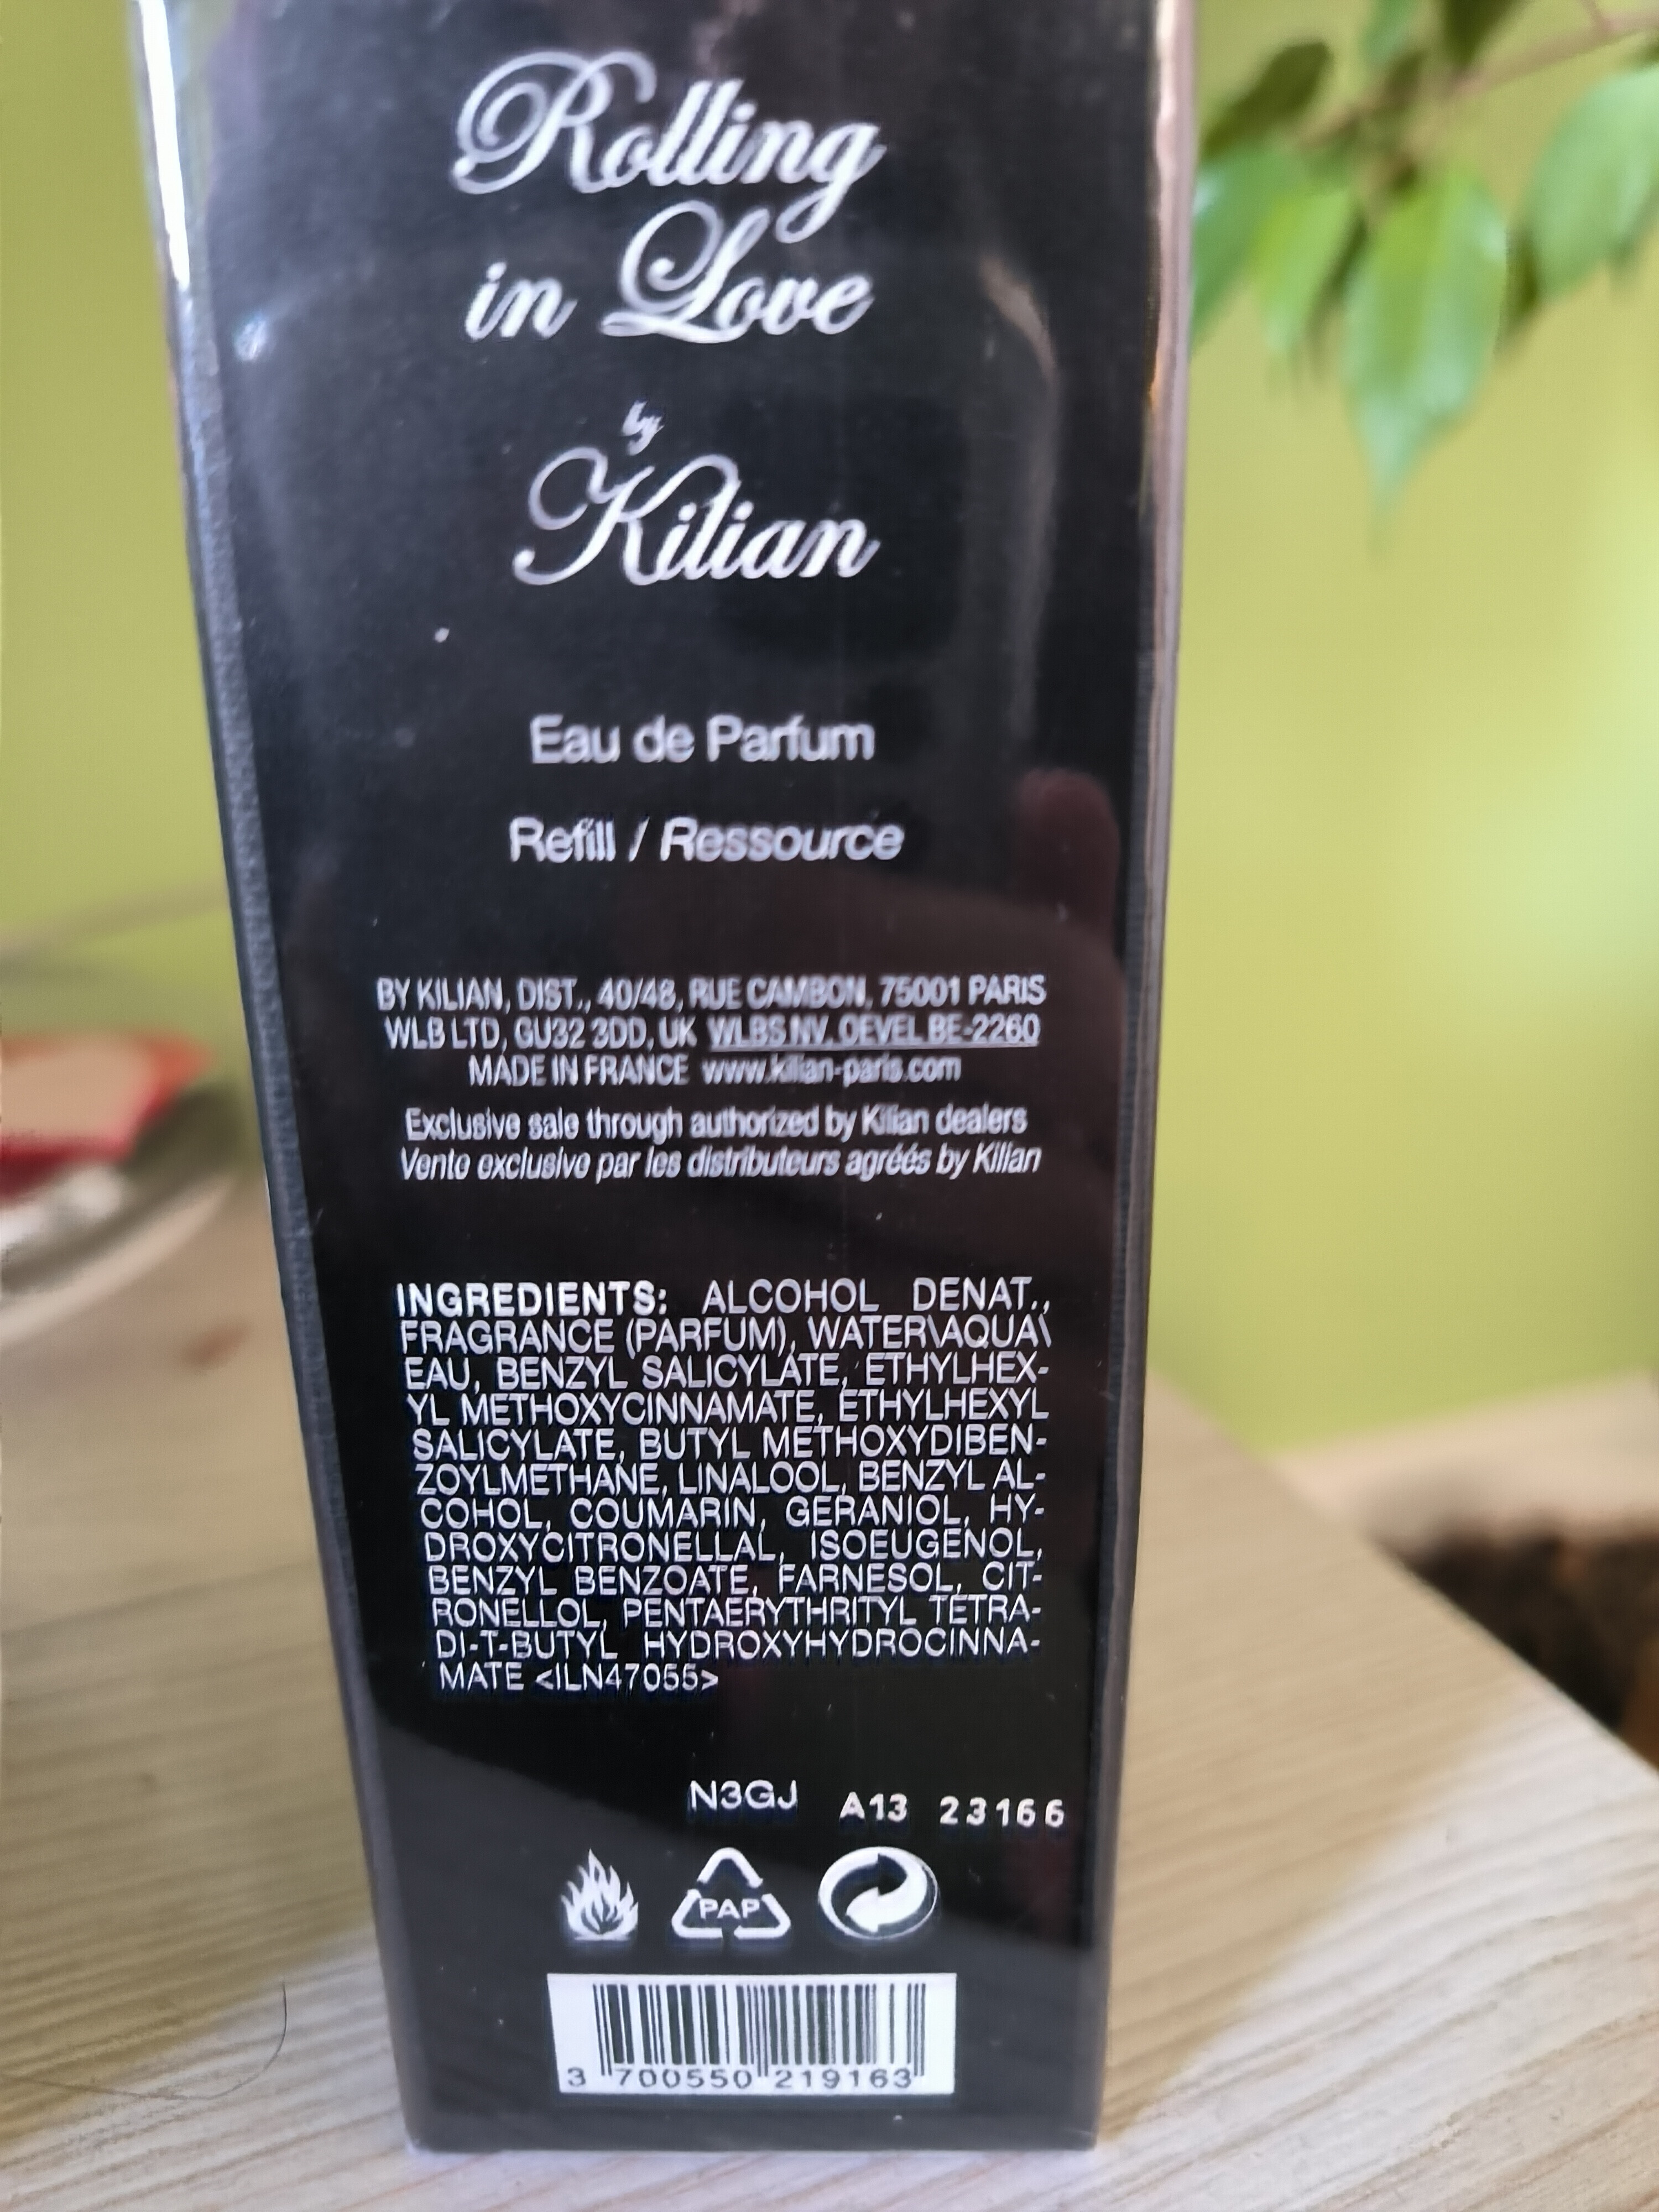 Rolling
in Love
by
Kilian
Eau de Parfum
Refill / Ressource
BY KILIAN, DIST., 40/48, RUE CAMBON, 75001 PARIS
WLB LTD, GU32 3DD, UK WLBS NV. OEVEL BE-2260
MADE IN FRANCE www.kilian-paris.com
Exclusive sale through authorized by Kilian dealers
Vente exclusive par les distributeurs agréés by Kilian
INGREDIENTS: ALCOHOL DENAT.,
FRAGRANCE (PARFUM), WATER\AQUA\
EAU, BENZYL SALICYLATE, ETHYLHEX-
YL METHOXYCINNAMATE, ETHYLHEXYL
SALICYLATE, BUTYL METHOXYDIBEN-
ZOYLMETHANE, LINALOOL, BENZYL AL-
COHOL, COUMARIN, GERANIOL, HY-
DROXYCITRONELLAL, ISOEUGENOL,
BENZYL BENZOATE, FARNESOL, CIT-
RONELLOL, PENTAERYTHRITYL TETRA-
DI-T-BUTYL HYDROXYHYDROCINNA-
MATE <ILN47055>
N3GJ A13 23166
PAP
3 700550 219163